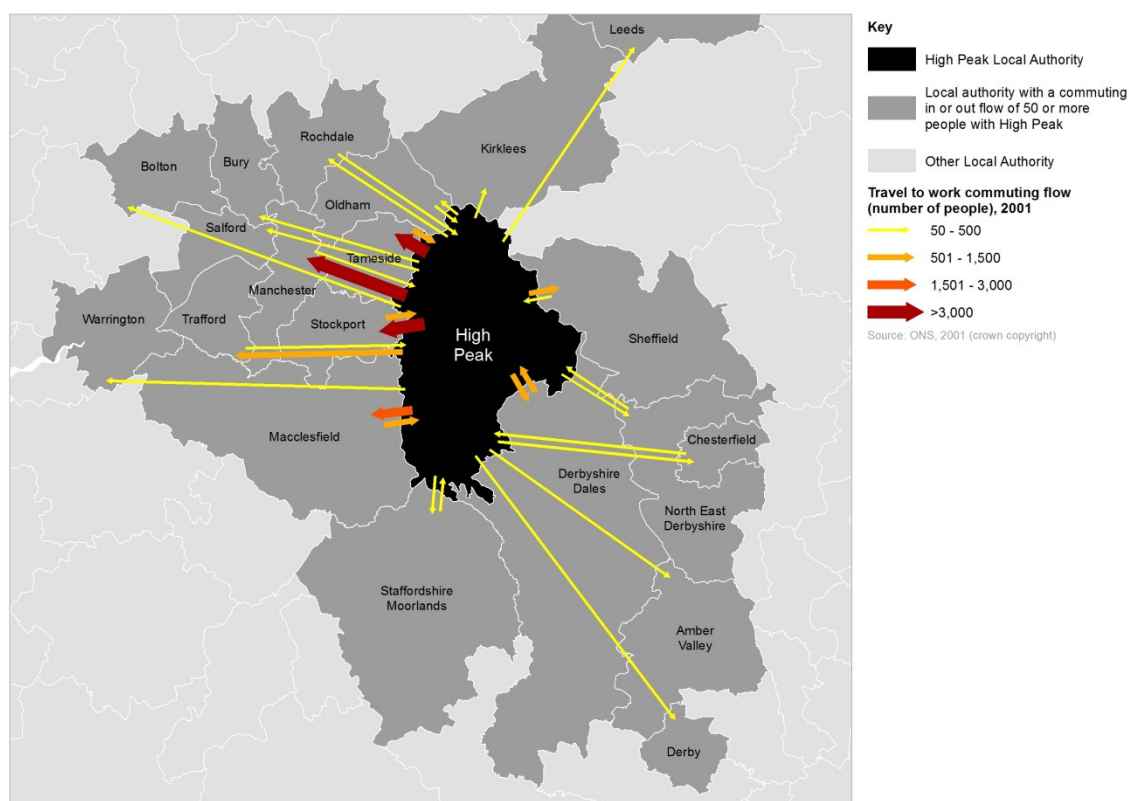 Leeds
Rochdale
Kirklees
Bolton
Bury
Oldham
Salford
Tameside
Manchester
Warrington
Trafford
Stockport
High
Peak
Sheffield
Macclesfield
Chesterfield
Derbyshire
Dales
North East
Derbyshire
Staffordshire
Moorlands
Amber
Valley
Derby
Key
High Peak Local Authority
Local authority with a commuting
in or out flow of 50 or more
people with High Peak
Other Local Authority
Travel to work commuting flow
(number of people), 2001
50 - 500
501 - 1,500
1,501 - 3,000
>3,000
Source: ONS, 2001 (crown copyright)